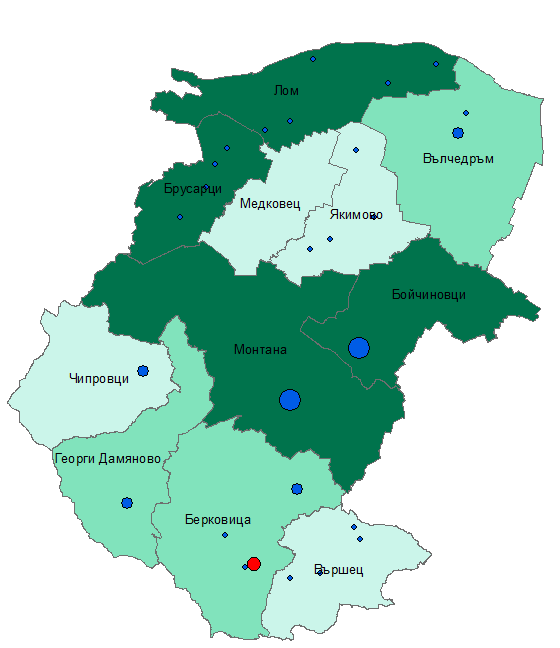 Лом
Вълчедръм
Брусарци
Медковец
Якимово
Бойчиновци
Монтана
Чипровци
Георги Дамяново
Берковица
Вършец